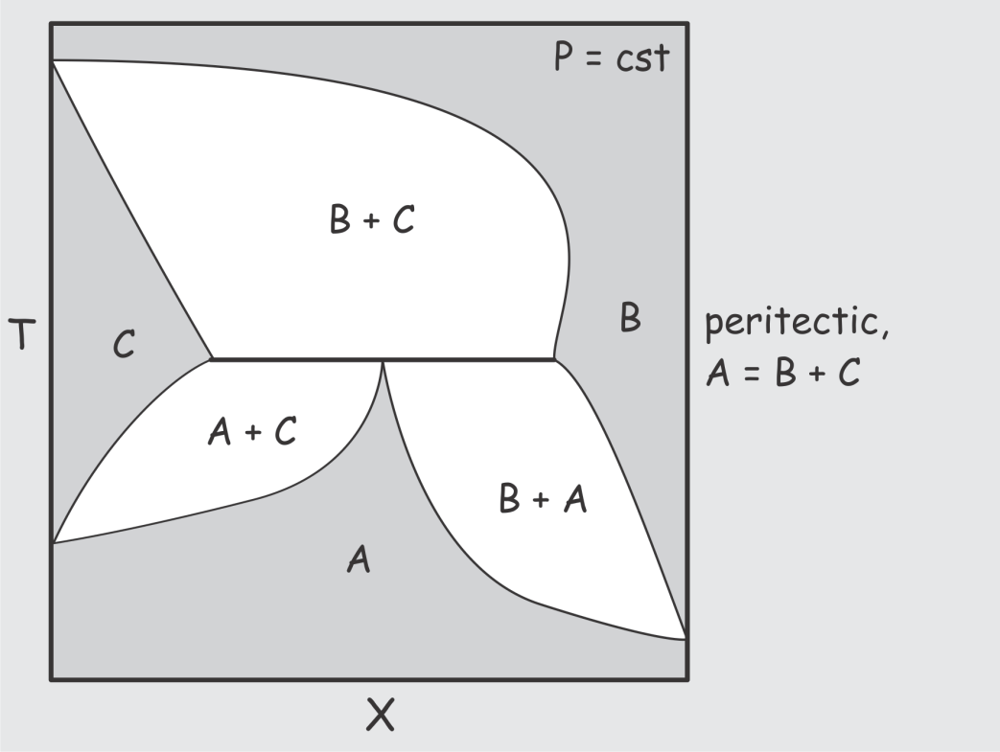 P = cst
B + C
T
C
B
peritectic,
A = B + C
A + C
B + A
A
X